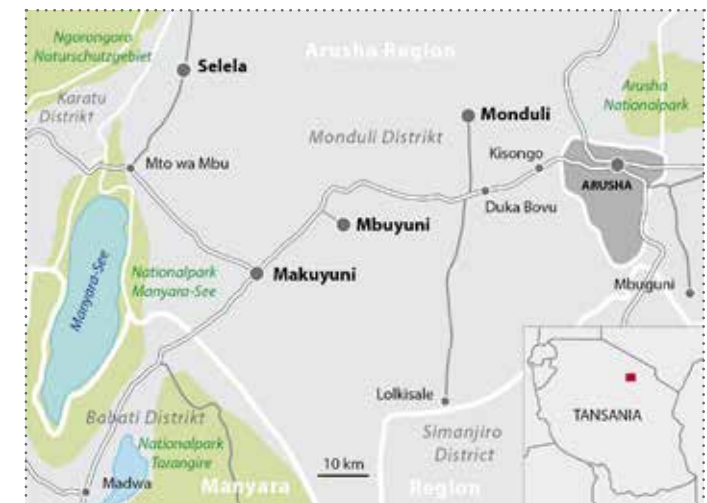 Ngorongoro
Naturschutzgebiet
Arusha Region
Selela
Karatu
Distrikt
Arusha
Nationalpark
Monduli
Monduli Distrikt
Kisongo
Mto wa Mbu
ARUSHA
Duka Bovu
Mbuyuni
Manyara-See
Nationalpark
Manyara-See
Makuyuni
Mbuguni
Lolkisale
TANSANIA
Babati Distrikt
Simanjiro
District
Nationalpark
Tarangire
10 km
Madwa
Manyara
Region